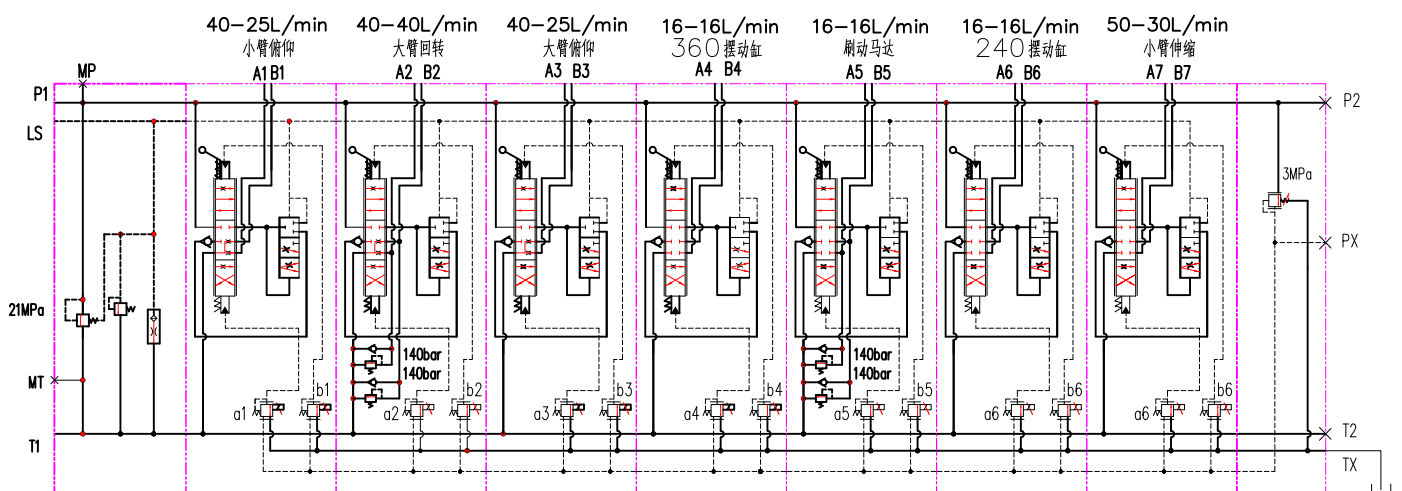 40-25L/min 40-40L/min 40-25L/min 16-16L/min 16-16L/min 16-16L/min 50-30L/min
小臂俯仰 大臂回转 大臂俯仰 360摆动缸 刷动马达 240摆动缸 小臂伸缩
MP A1 B1 A2 B2 A3 B3 A4 B4 A5 B5 A6 B6 A7 B7
P1 P2
LS
3MPa
PX
21MPa
140bar 140bar
140bar 140bar
MT
b1 b2 b3 b4 b5 b6 b6
a1 a2 a3 a4 a5 a6 a6
T1 T2
TX